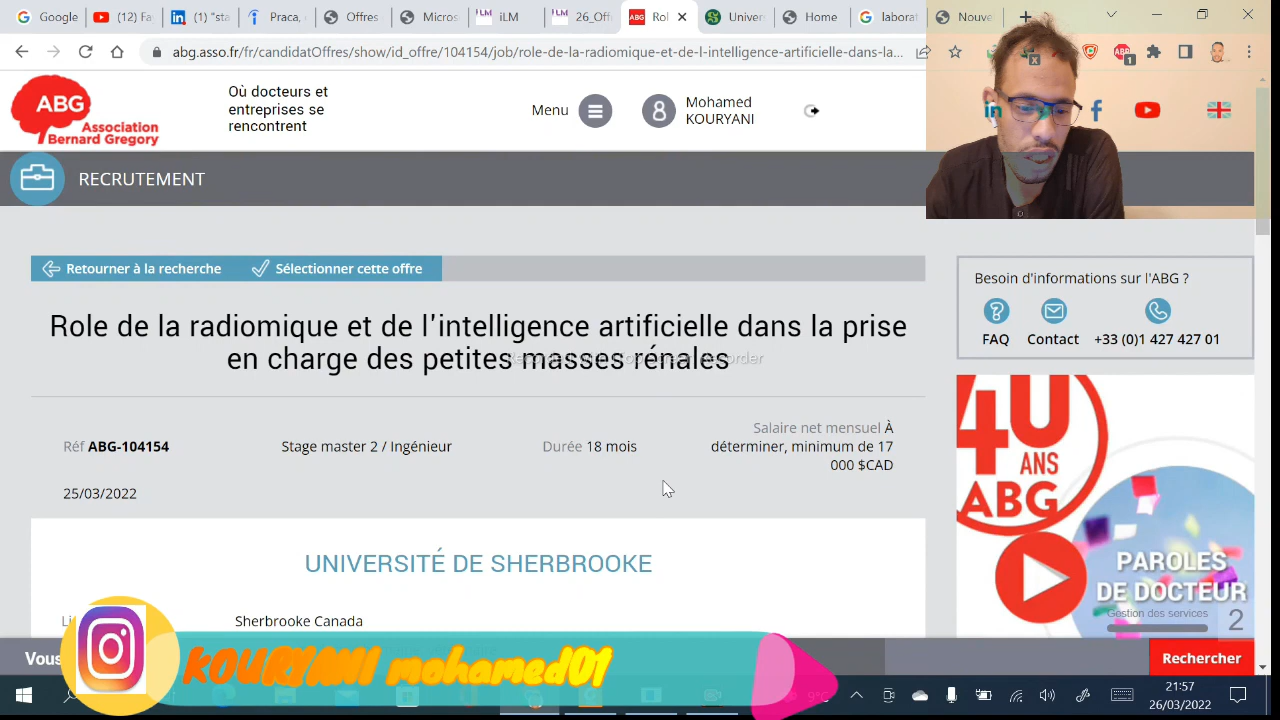 Google
(12) Fa
(1) "sta
Praca,
Offres
Micros
iLM
26_Off
Rol
Univer
Home
laborat
Nouve
abg.asso.fr/fr/candidatOffres/show/id_offre/104154/job/role-de-la-radiomique-et-de-l-intelligence-artificielle-dans-la...
ABG
Association
Bernard Gregory
Où docteurs et
entreprises se
rencontrent
Menu
Mohamed
KOURYANI
RECRUTEMENT
Retourner à la recherche
Sélectionner cette offre
Role de la radiomique et de l'intelligence artificielle dans la prise
en charge des petites masses rénales
Réf ABG-104154
Stage master 2 / Ingénieur
Durée 18 mois
Salaire net mensuel À
déterminer, minimum de 17
000 $CAD
25/03/2022
UNIVERSITÉ DE SHERBROOKE
Sherbrooke Canada
Besoin d'informations sur l'ABG ?
FAQ
Contact
+33 (0)1 427 427 01
4U
ANS
ABG
PAROLES
DE DOCTEUR
Gestion des services
2
Vous
Rechercher
KOURYANI mohamed01
9°C
21:57
26/03/2022